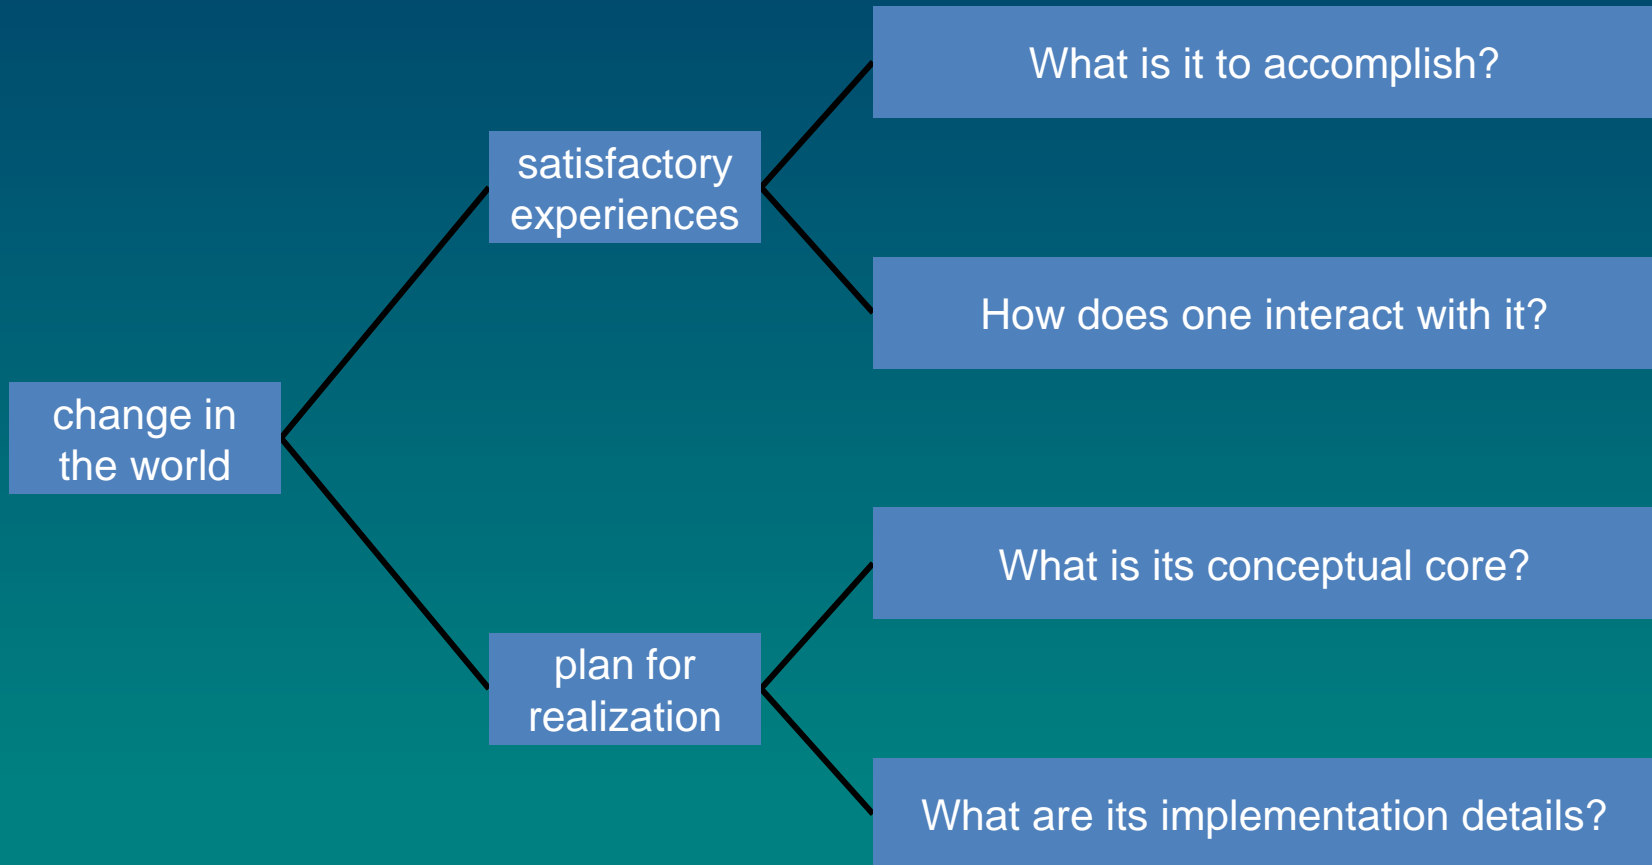 What is it to accomplish?
satisfactory
experiences
How does one interact with it?
change in
the world
What is its conceptual core?
plan for
realization
What are its implementation details?